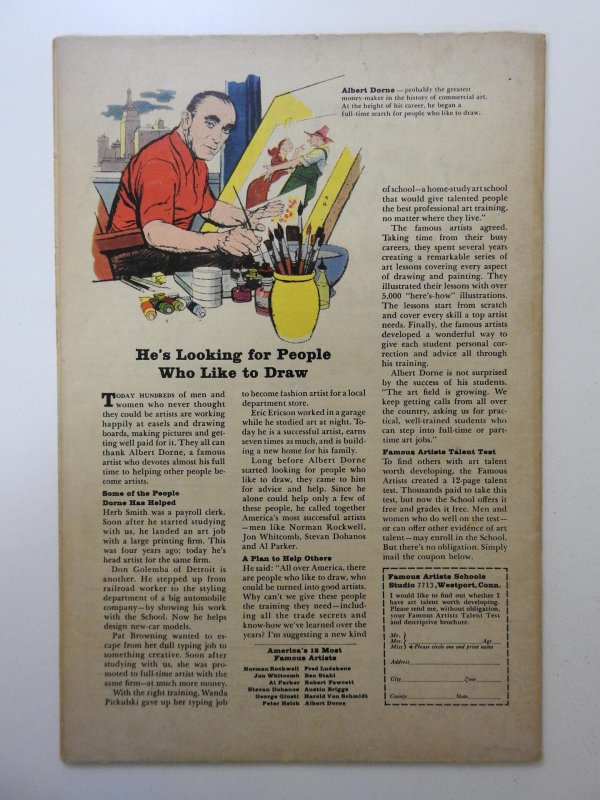 Albert Dorne — probably the greatest
money-maker in the history of commercial art.
At the height of his career, he began a
full-time search for people who like to draw.
He's Looking for People
Who Like to Draw
TODAY HUNDREDS of men and
women who never thought
they could be artists are working
happily at easels and drawing
boards, making pictures and get-
ting well paid for it. They all can
thank Albert Dorne, a famous
artist who devotes almost his full
time to helping other people be-
come artists.
Some of the People
Dorne Has Helped
Herb Smith was a payroll clerk.
Soon after he started studying
with us, he landed an art job
with a large printing firm. This
was four years ago; today he's
head artist for the same firm.
Don Golemba of Detroit is
another. He stepped up from
railroad worker to the styling
department of a big automobile
company—by showing his work
with the School. Now he helps
design new-car models.
Pat Browning wanted to es-
cape from her dull typing job to
something creative. Soon after
studying with us, she was pro-
moted to full-time artist with the
same firm—at much more money.
With the right training, Wanda
Pickulski gave up her typing job
to become fashion artist for a local
department store.
Eric Ericson worked in a garage
while he studied art at night. To-
day he is a successful artist, earns
seven times as much, and is build-
ing a new home for his family.
Long before Albert Dorne
started looking for people who
like to draw, they came to him
for advice and help. Since he
alone could help only a few of
these people, he called together
America's most successful artists
—men like Norman Rockwell,
Jon Whitcomb, Stevan Dohanos
and Al Parker.
A Plan to Help Others
He said: "All over America, there
are people who like to draw, who
could be turned into good artists.
Why can't we give these people
the training they need—includ-
ing all the trade secrets and
know-how we've learned over the
years? I'm suggesting a new kind
America's 12 Most
Famous Artists
Norman Rockwell Fred Ludekens
Jon Whitcomb Ben Stahl
Al Parker Robert Fawcett
Stevan Dohanos Austin Briggs
George Giusti Harold Von Schmidt
Peter Helck Albert Dorne
of school—a home-study art school
that would give talented people
the best professional art training,
no matter where they live."
The famous artists agreed.
Taking time from their busy
careers, they spent several years
creating a remarkable series of
art lessons covering every aspect
of drawing and painting. They
illustrated their lessons with over
5,000 "here's-how" illustrations.
The lessons start from scratch
and cover every skill a top artist
needs. Finally, the famous artists
developed a wonderful way to
give each student personal cor-
rection and advice all through
his training.
Albert Dorne is not surprised
by the success of his students.
"The art field is growing. We
keep getting calls from all over
the country, asking us for prac-
tical, well-trained students who
can step into full-time or part-
time art jobs."
Famous Artists Talent Test
To find others with art talent
worth developing, the Famous
Artists created a 12-page talent
test. Thousands paid to take this
test, but now the School offers it
free and grades it free. Men and
women who do well on the test—
or can offer other evidence of art
talent—may enroll in the School.
But there's no obligation. Simply
mail the coupon below.
Famous Artists Schools
Studio 7713, Westport, Conn.
I would like to find out whether I
have art talent worth developing.
Please send me, without obligation,
your Famous Artists Talent Test
and descriptive brochure.
Mr.
Mrs. Age
Miss Please circle one and print name
Address
City Zone
County State